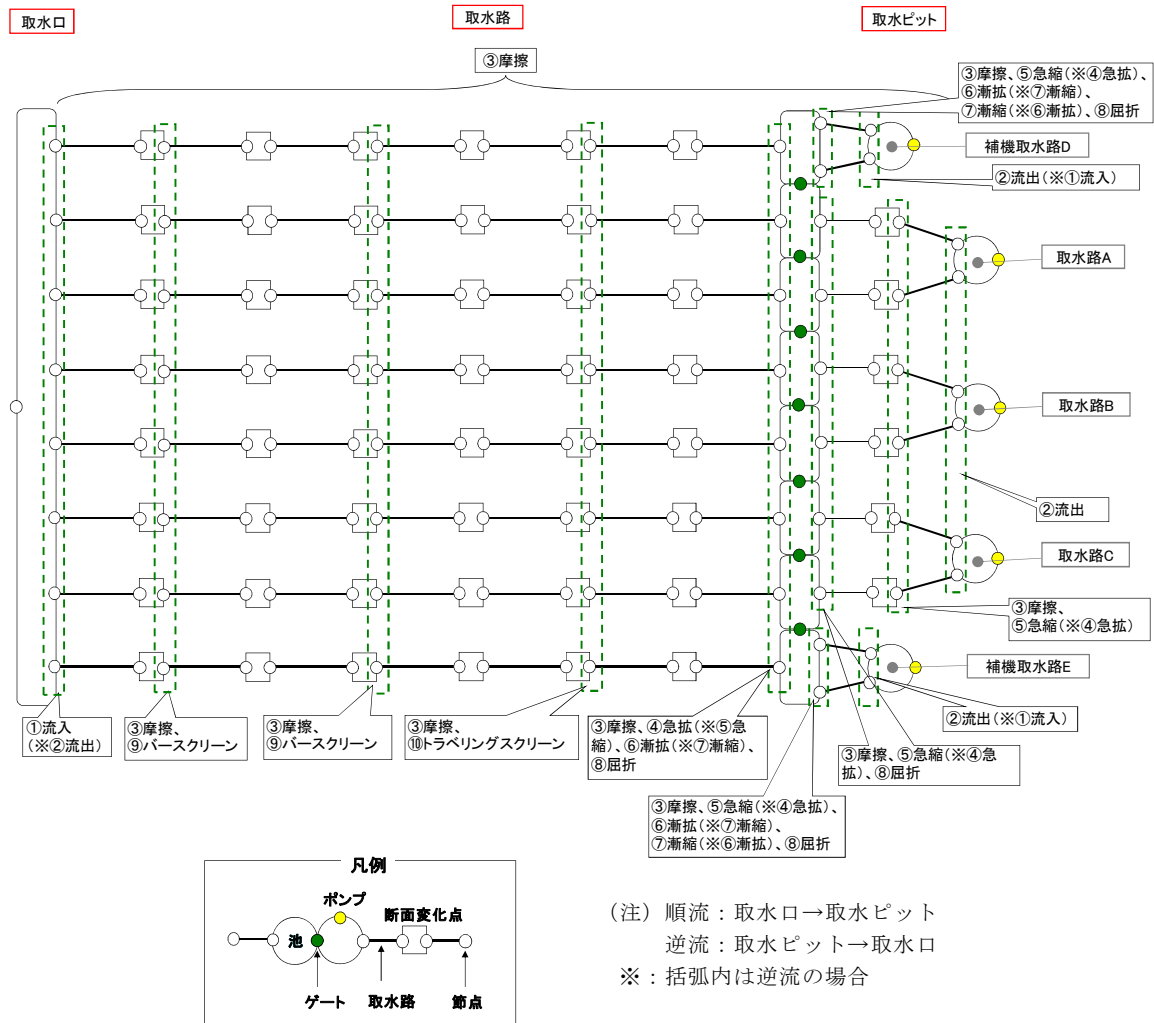 取水口
取水路
取水ピット
③摩擦
③摩擦、⑤急縮(※④急拡)、
⑥漸拡(※⑦漸縮)、
⑦漸縮(※⑥漸拡)、⑧屈折
補機取水路D
②流出(※①流入)
取水路A
取水路B
②流出
取水路C
③摩擦、
⑤急縮(※④急拡)
補機取水路E
②流出(※①流入)
①流入
(※②流出)
③摩擦、
⑨バースクリーン
③摩擦、
⑨バースクリーン
③摩擦、
⑩トラベリングスクリーン
③摩擦、④急拡(※⑤急
縮)、⑥漸拡(※⑦漸縮)、
⑧屈折
③摩擦、⑤急縮(※④急
拡)、⑧屈折
③摩擦、⑤急縮(※④急拡)、
⑥漸拡(※⑦漸縮)、
⑦漸縮(※⑥漸拡)、⑧屈折
凡例
ポンプ
池
断面変化点
ゲート
取水路
節点
(注) 順流：取水口→取水ピット
逆流：取水ピット→取水口
※：括弧内は逆流の場合